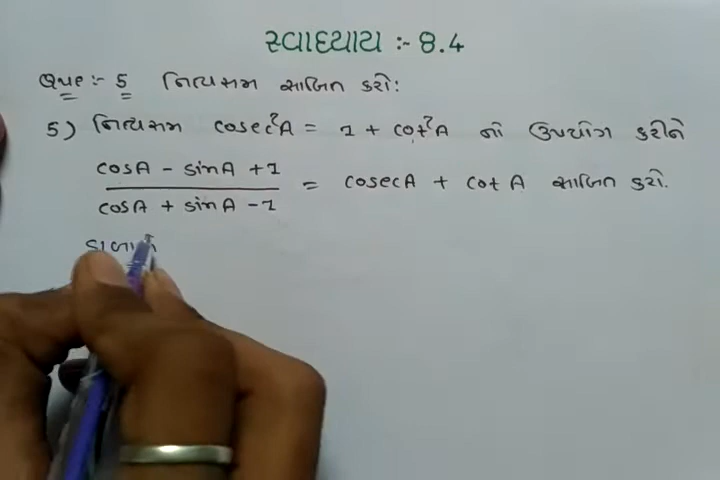 સ્વાધ્યાય :- 8.4
Que :- 5 નિત્યસમ સાબિત કરો :
5) નિત્યસમ cosec²A = 1 + cot²A નો ઉપયોગ કરીને
cosA - sinA + 1
= cosecA + cot A સાબિત કરો.
cosA + sinA - 1